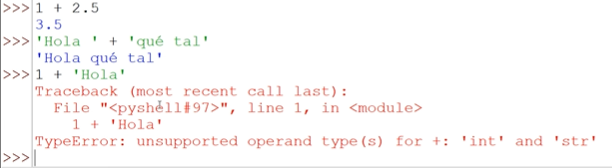 >>> 1 + 2.5
3.5
>>> 'Hola ' + 'qué tal'
'Hola qué tal'
>>> 1 + 'Hola'
Traceback (most recent call last):
  File "<pyshell#97>", line 1, in <module>
    1 + 'Hola'
TypeError: unsupported operand type(s) for +: 'int' and 'str'
>>>